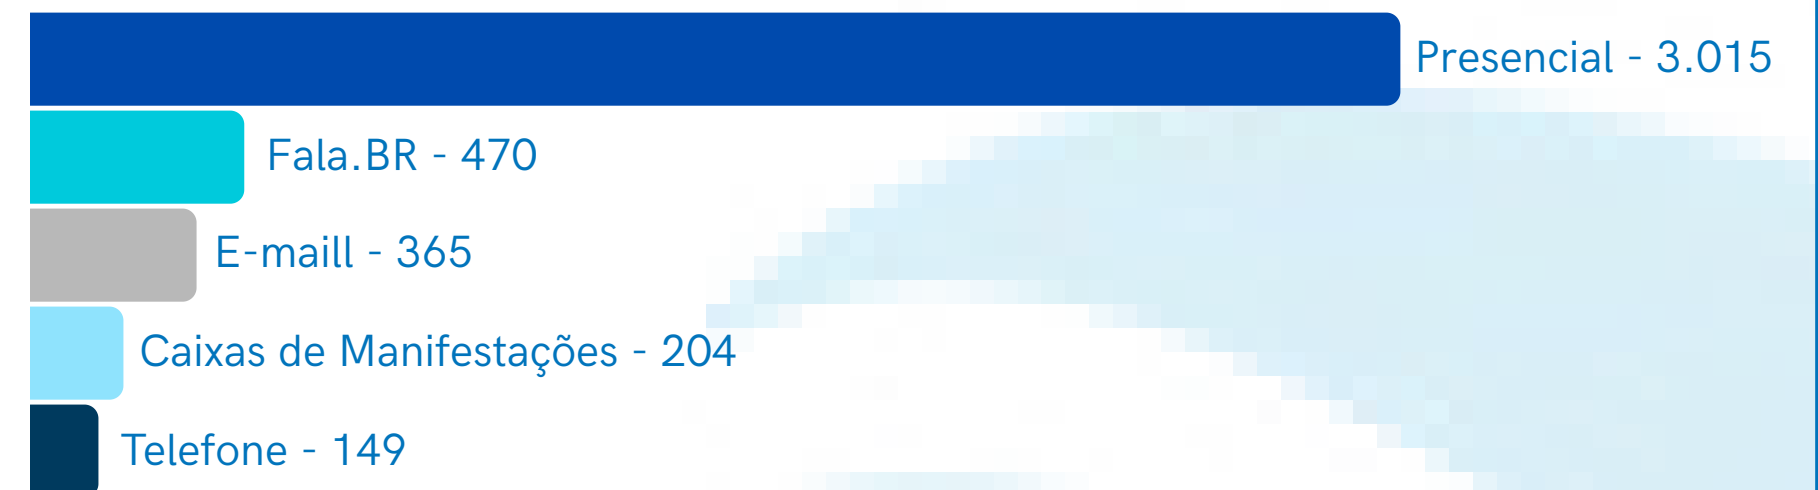 Presencial - 3.015
Fala.BR - 470
E-maill - 365
Caixas de Manifestações - 204
Telefone - 149